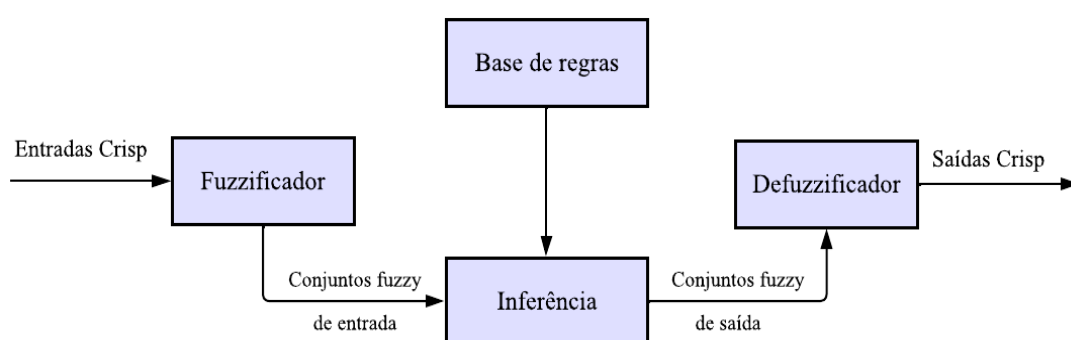 Base de regras
Entradas Crisp
Fuzzificador
Defuzzificador
Saídas Crisp
Conjuntos fuzzy
de entrada
Inferência
Conjuntos fuzzy
de saída